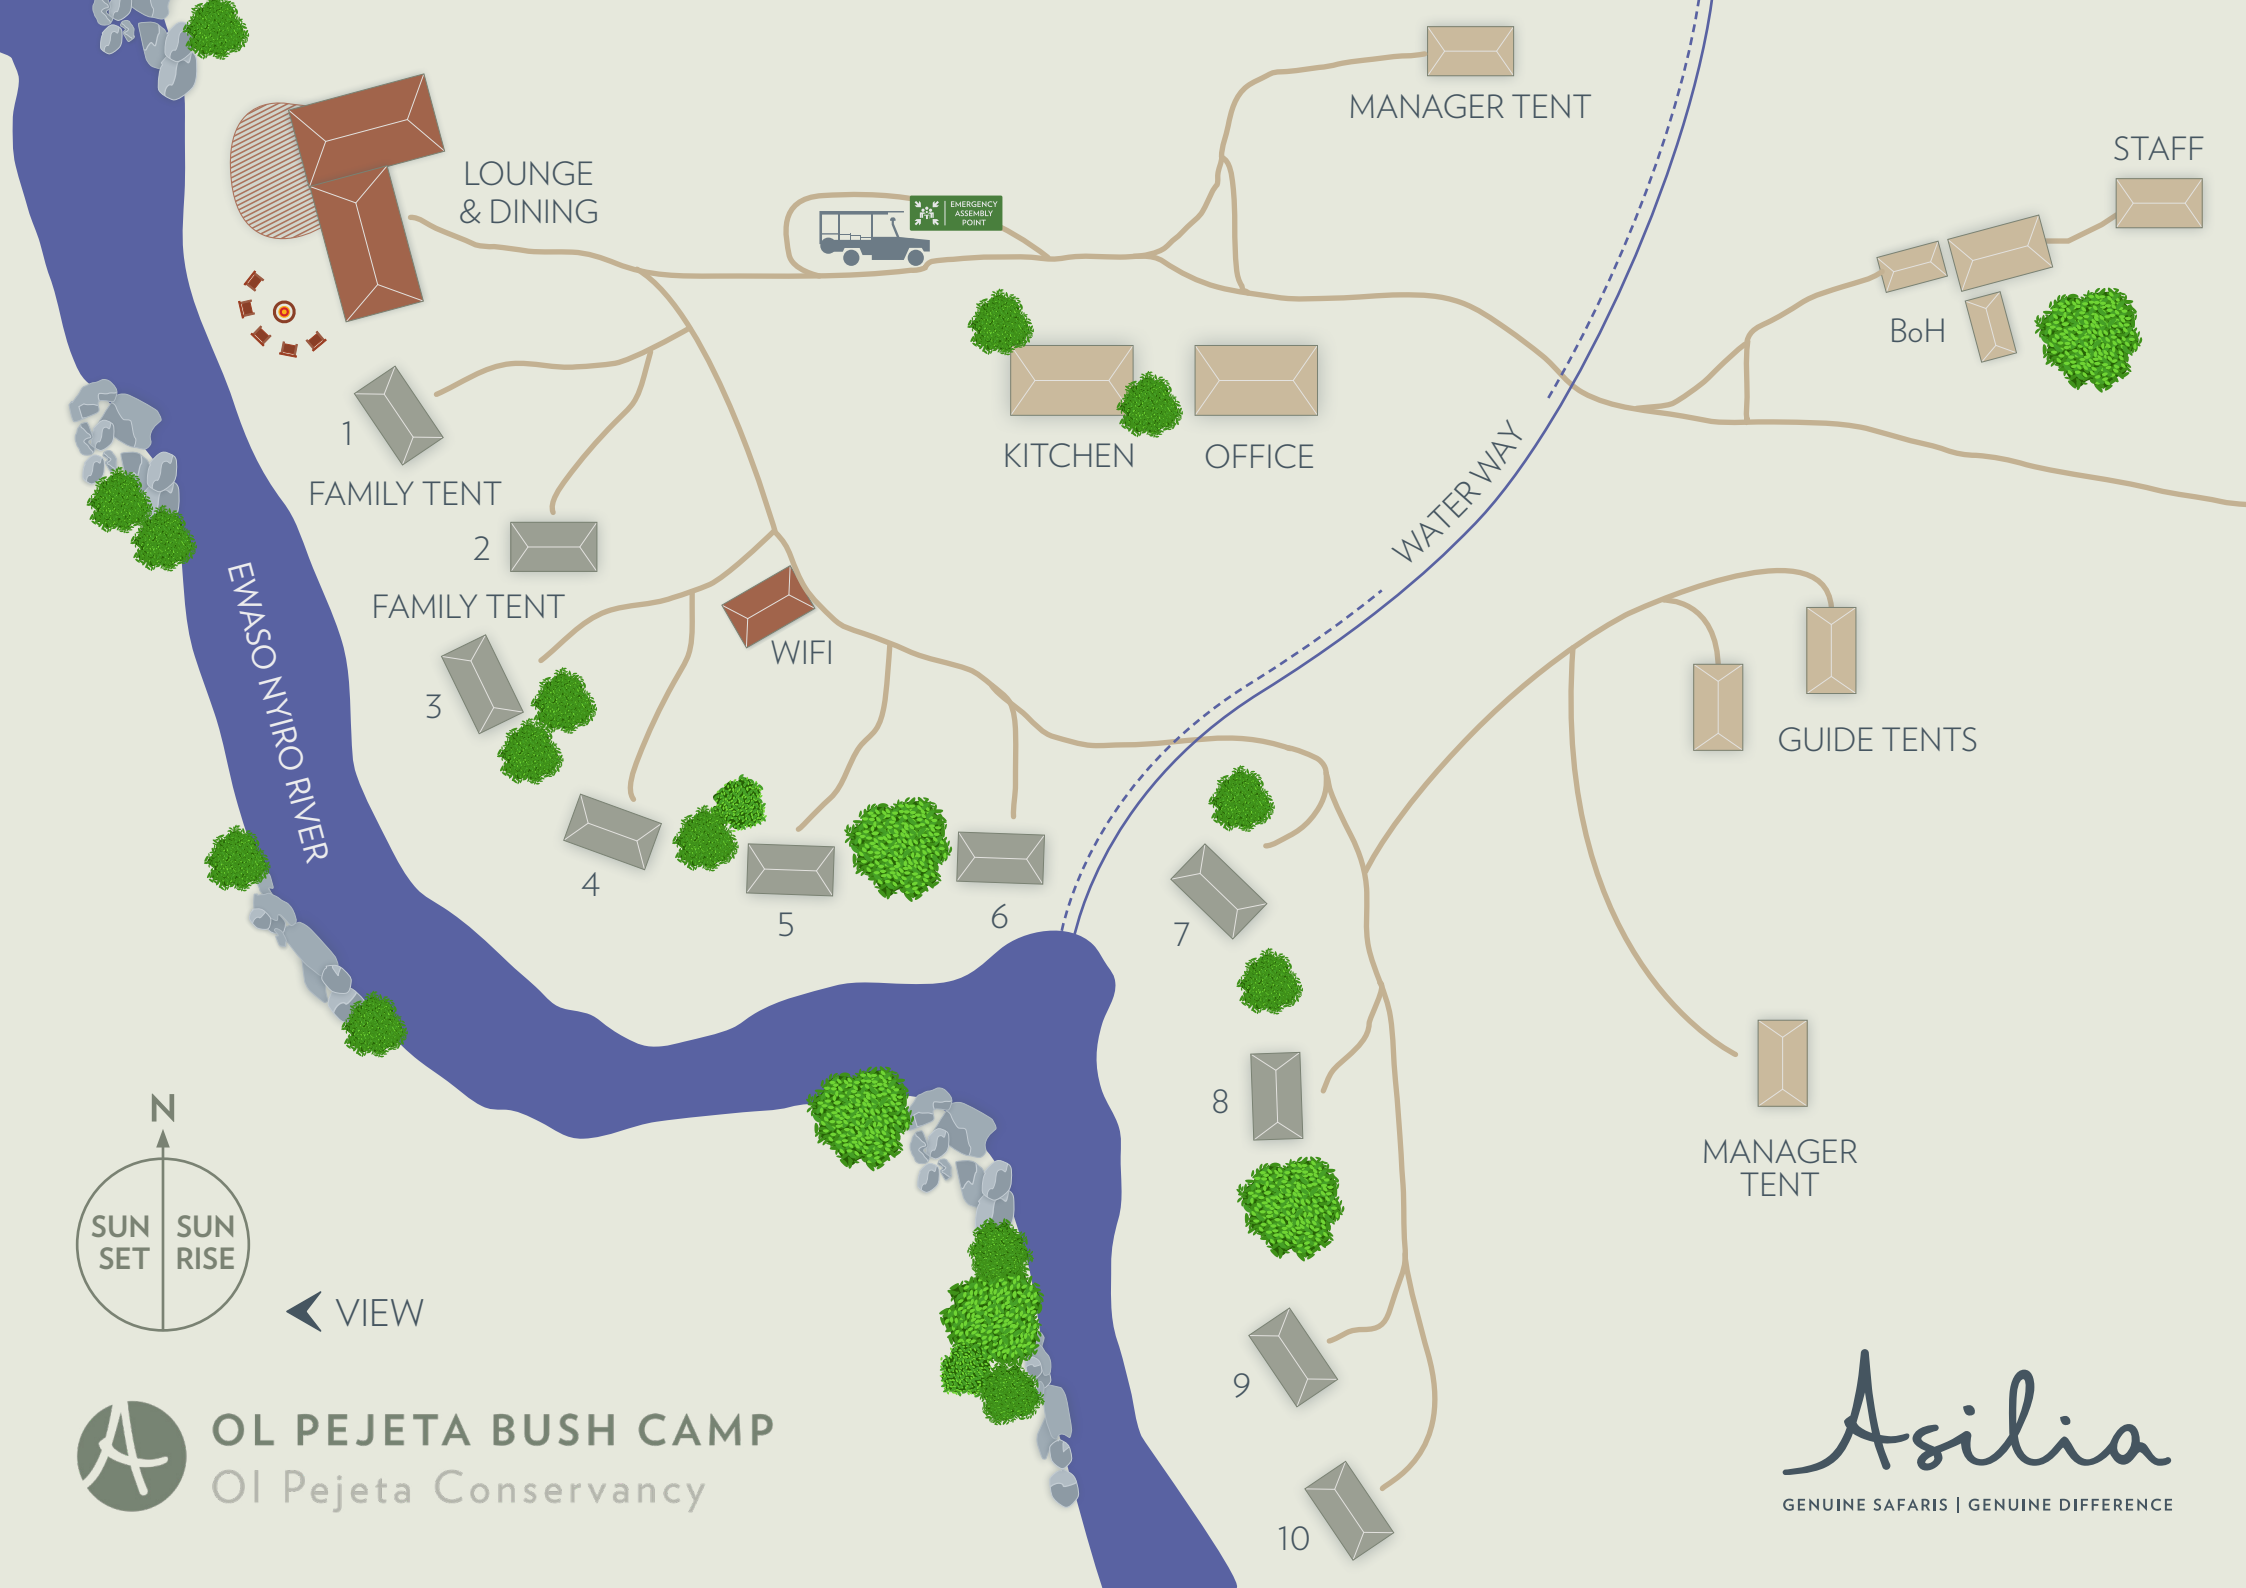 MANAGER TENT
STAFF
LOUNGE
& DINING
EMERGENCY
ASSEMBLY
POINT
BoH
1
KITCHEN
OFFICE
WATER WAY
FAMILY TENT
2
FAMILY TENT
WIFI
3
EWASO NYIRO RIVER
GUIDE TENTS
4
5
6
7
8
N
SUN
SET
SUN
RISE
VIEW
MANAGER
TENT
9
10
OL PEJETA BUSH CAMP
Ol Pejeta Conservancy
Asilia
GENUINE SAFARIS | GENUINE DIFFERENCE